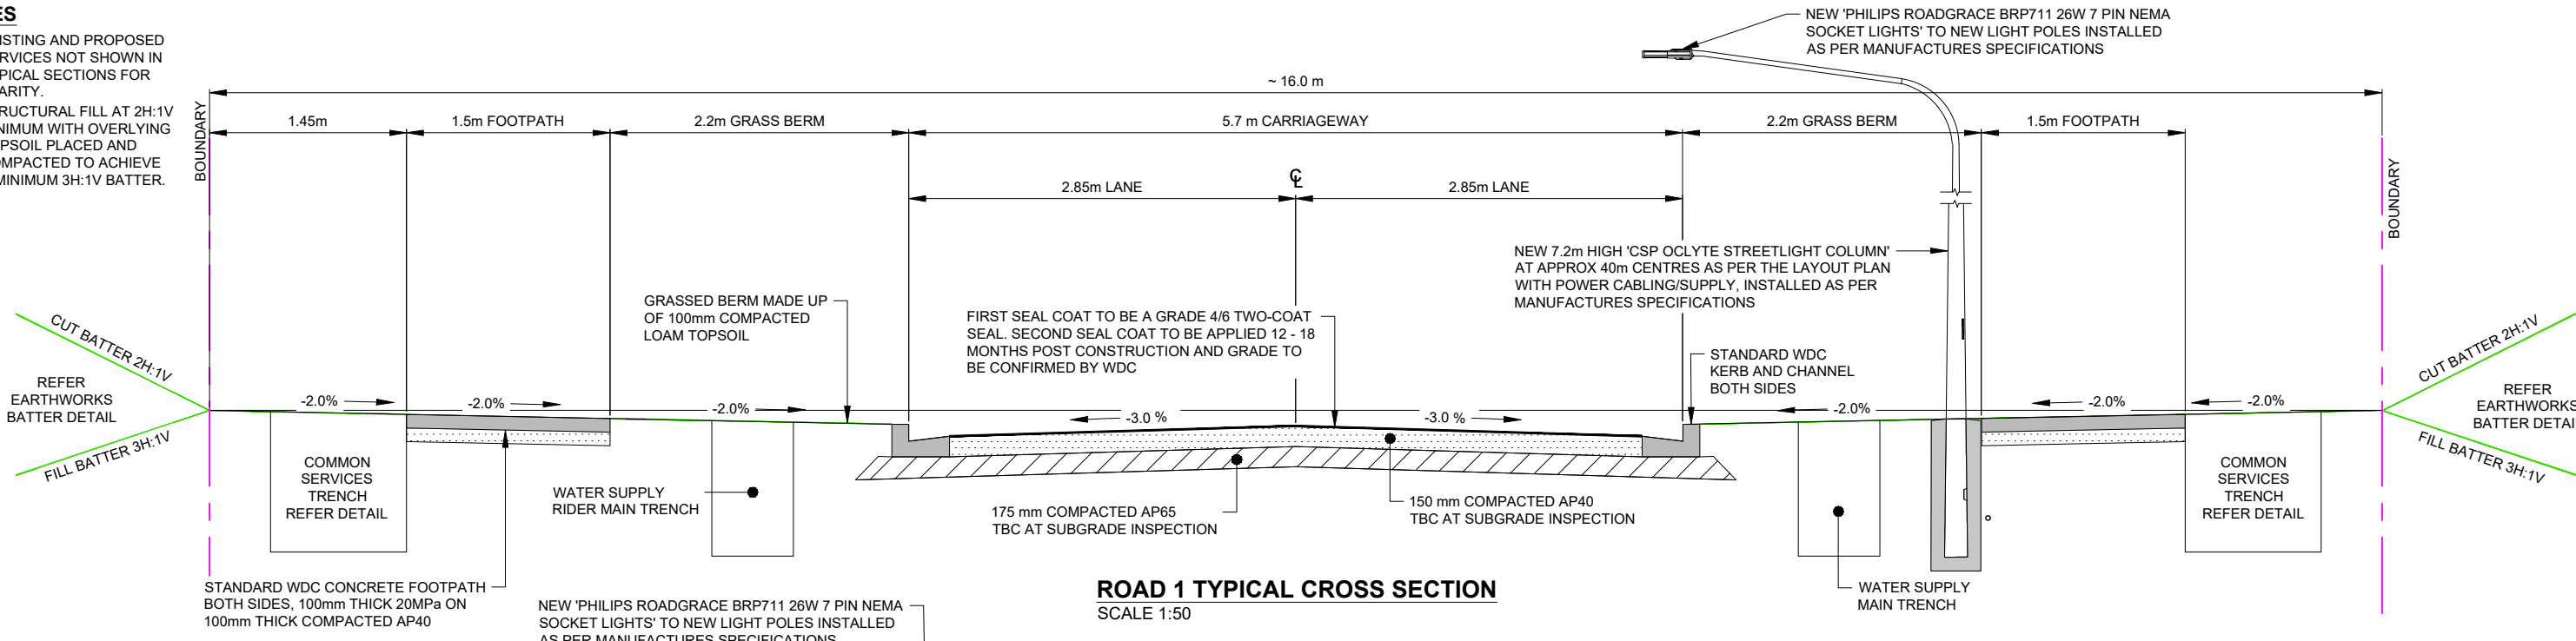 ES
ISTING AND PROPOSED
RVICES NOT SHOWN IN
PICAL SECTIONS FOR
ARITY.
RUCTURAL FILL AT 2H:1V
NIMUM WITH OVERLYING
PSOIL PLACED AND
OMPACTED TO ACHIEVE
MINIMUM 3H:1V BATTER.
NEW 'PHILIPS ROADGRACE BRP711 26W 7 PIN NEMA
SOCKET LIGHTS' TO NEW LIGHT POLES INSTALLED
AS PER MANUFACTURES SPECIFICATIONS
~ 16.0 m
BOUNDARY
1.45m
1.5m FOOTPATH
2.2m GRASS BERM
5.7 m CARRIAGEWAY
2.2m GRASS BERM
1.5m FOOTPATH
BOUNDARY
2.85m LANE
℄
2.85m LANE
NEW 7.2m HIGH 'CSP OCLYTE STREETLIGHT COLUMN'
AT APPROX 40m CENTRES AS PER THE LAYOUT PLAN
WITH POWER CABLING/SUPPLY, INSTALLED AS PER
MANUFACTURES SPECIFICATIONS
GRASSED BERM MADE UP
OF 100mm COMPACTED
LOAM TOPSOIL
FIRST SEAL COAT TO BE A GRADE 4/6 TWO-COAT
SEAL. SECOND SEAL COAT TO BE APPLIED 12 - 18
MONTHS POST CONSTRUCTION AND GRADE TO
BE CONFIRMED BY WDC
STANDARD WDC
KERB AND CHANNEL
BOTH SIDES
CUT BATTER 2H:1V
REFER
EARTHWORKS
BATTER DETAIL
FILL BATTER 3H:1V
-2.0%
-2.0%
-2.0%
-3.0 %
-3.0 %
-2.0%
-2.0%
-2.0%
CUT BATTER 2H:1V
REFER
EARTHWORKS
BATTER DETAIL
FILL BATTER 3H:1V
COMMON
SERVICES
TRENCH
REFER DETAIL
WATER SUPPLY
RIDER MAIN TRENCH
175 mm COMPACTED AP65
TBC AT SUBGRADE INSPECTION
150 mm COMPACTED AP40
TBC AT SUBGRADE INSPECTION
COMMON
SERVICES
TRENCH
REFER DETAIL
STANDARD WDC CONCRETE FOOTPATH
BOTH SIDES, 100mm THICK 20MPa ON
100mm THICK COMPACTED AP40
WATER SUPPLY
MAIN TRENCH
ROAD 1 TYPICAL CROSS SECTION
SCALE 1:50
NEW 'PHILIPS ROADGRACE BRP711 26W 7 PIN NEMA
SOCKET LIGHTS' TO NEW LIGHT POLES INSTALLED
AS PER MANUFACTURES SPECIFICATIONS